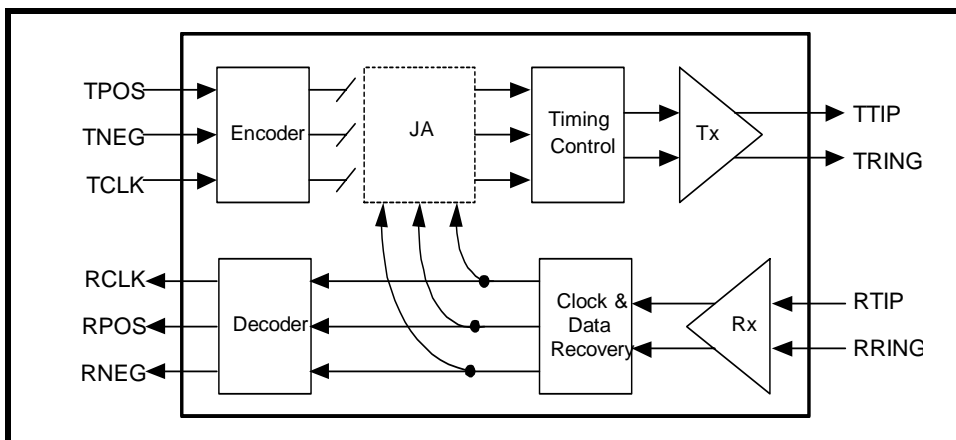 TPOS
TNEG
TCLK
Encoder
JA
Timing
Control
Tx
TTIP
TRING
RCLK
RPOS
RNEG
Decoder
Clock &
Data
Recovery
Rx
RTIP
RRING